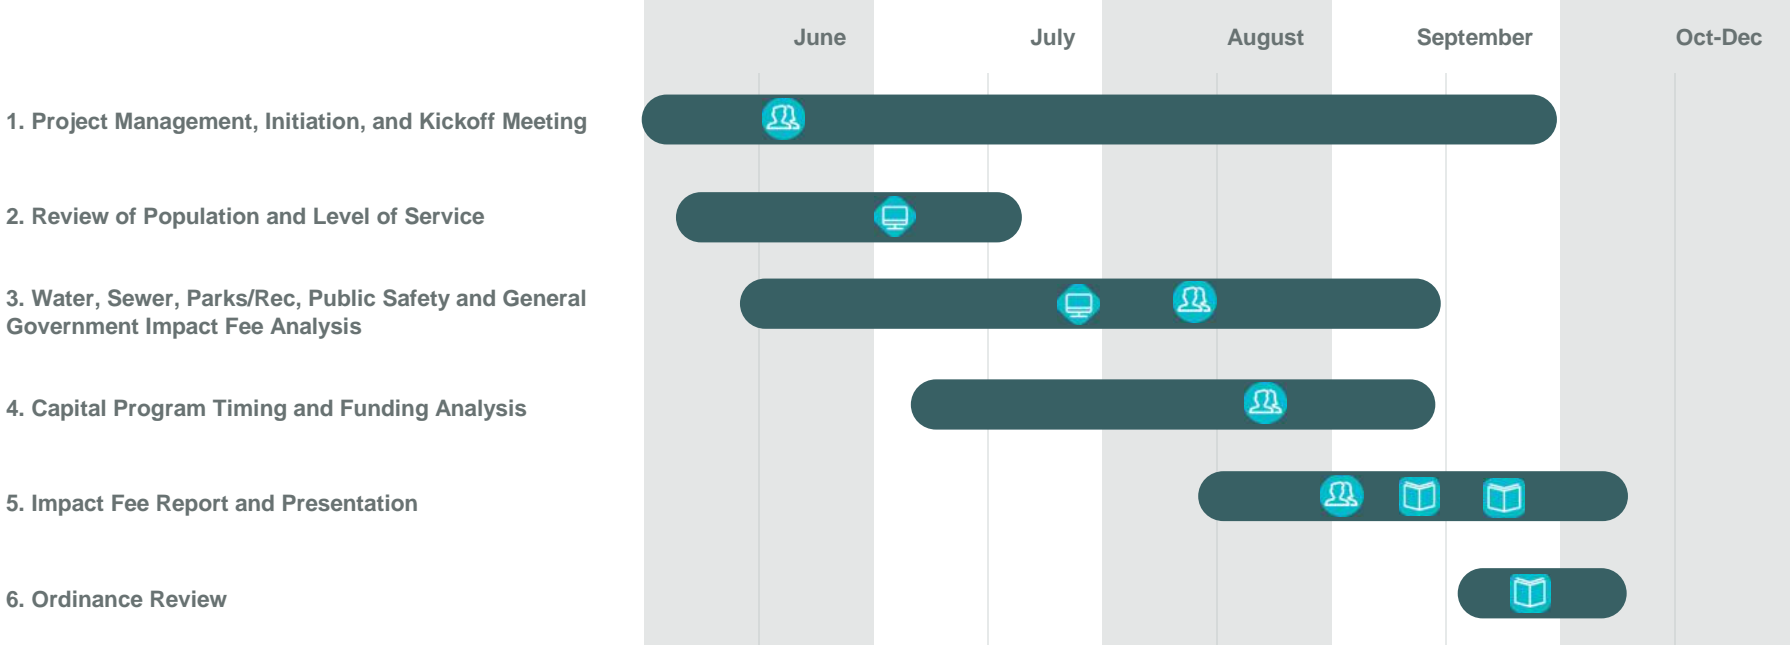 June July August September Oct-Dec
1. Project Management, Initiation, and Kickoff Meeting
2. Review of Population and Level of Service
3. Water, Sewer, Parks/Rec, Public Safety and General
Government Impact Fee Analysis
4. Capital Program Timing and Funding Analysis
5. Impact Fee Report and Presentation
6. Ordinance Review